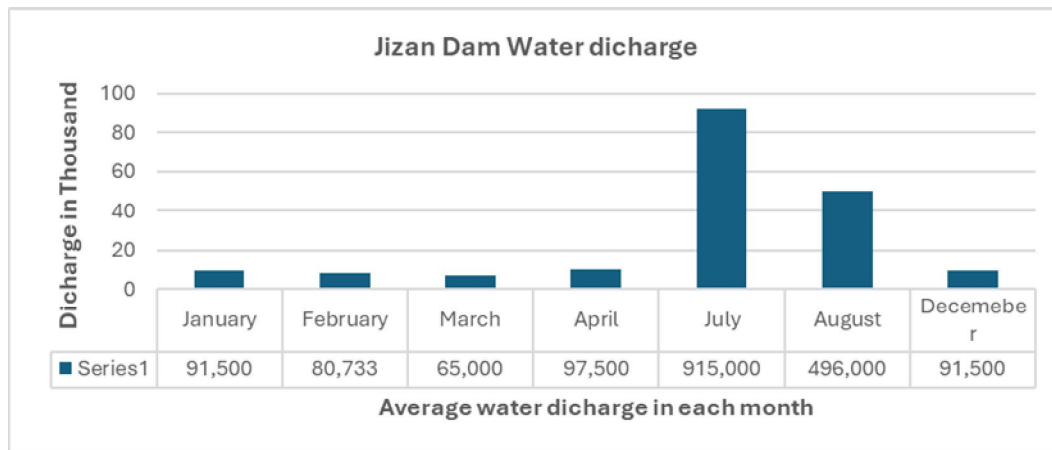 Jizan Dam Water dicharge
Dicharge in Thousand
100
80
60
40
20
0
January February March April July August Decemebe
r
Series1 91,500 80,733 65,000 97,500 915,000 496,000 91,500
Average water dicharge in each month